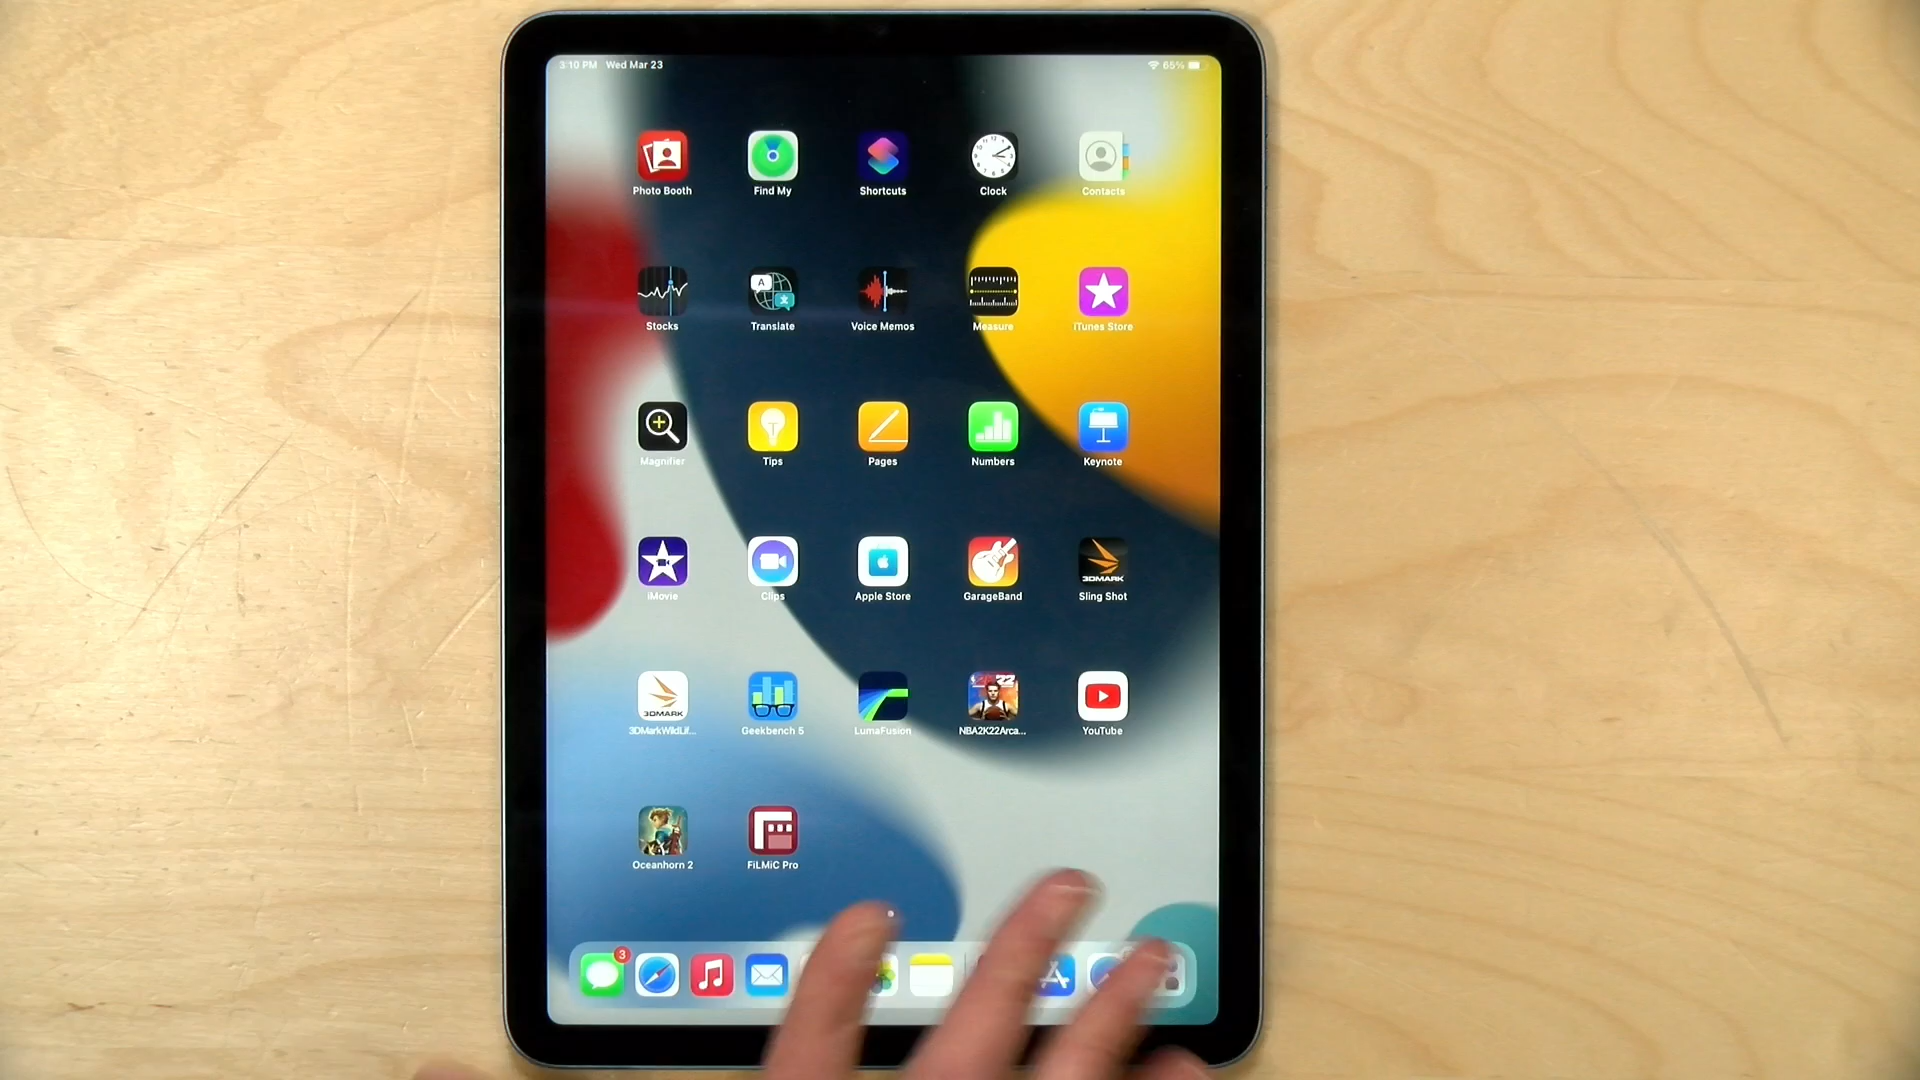 3:10 PM Wed Mar 23
65%
Photo Booth
Find My
Shortcuts
Clock
Contacts
Stocks
Translate
Voice Memos
Measure
iTunes Store
Magnifier
Tips
Pages
Numbers
Keynote
iMovie
Clips
Apple Store
GarageBand
3DMARK
Sling Shot
3DMARK
22
3DMarkWildLif...
Geekbench 5
LumaFusion
NBA2K22Arca...
YouTube
Oceanhorn 2
FiLMiC Pro
3